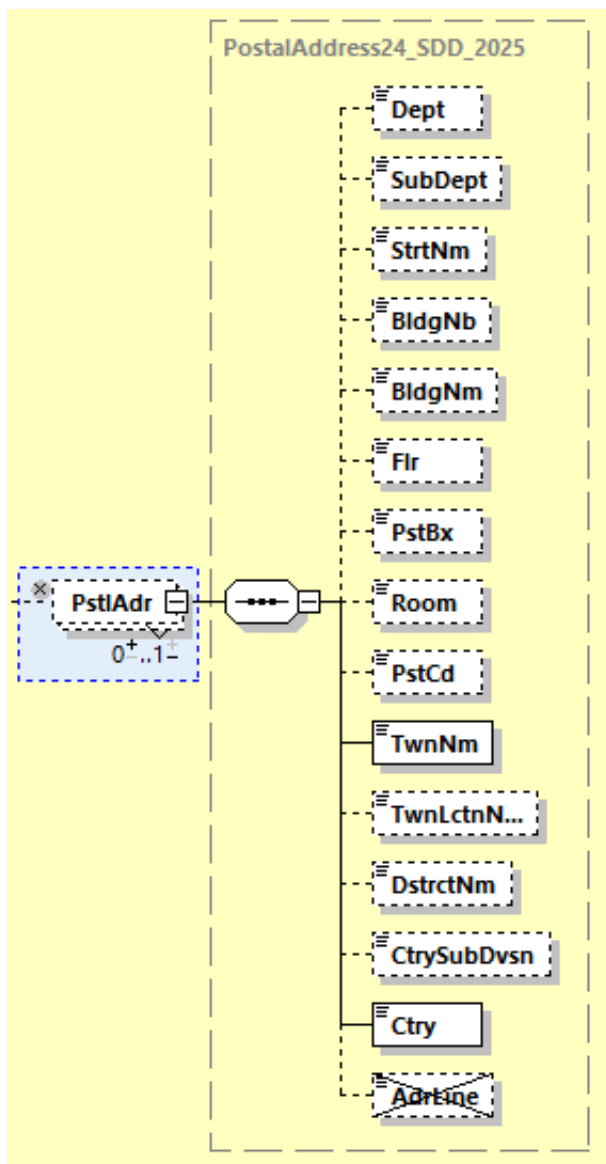 PostalAddress24_SDD_2025
Dept
SubDept
StrtNm
BldgNb
BldgNm
Flr
PstBx
PstlAdr
0..1
Room
PstCd
TwnNm
TwnLctnN...
DstrctNm
CtrySubDvsn
Ctry
AdrLine